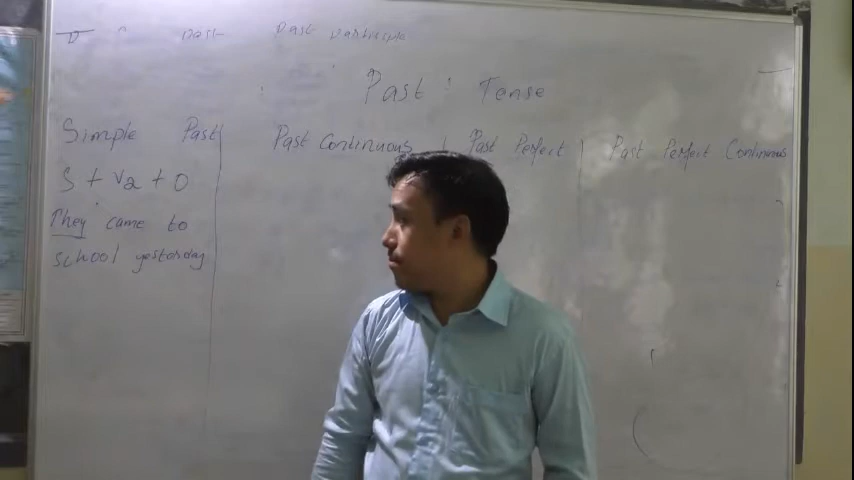 Past Participle
Past Tense
Simple Past
Past Continuous
Past Perfect
Past Perfect Continuous
S + V2 + O
They came to
school yesterday